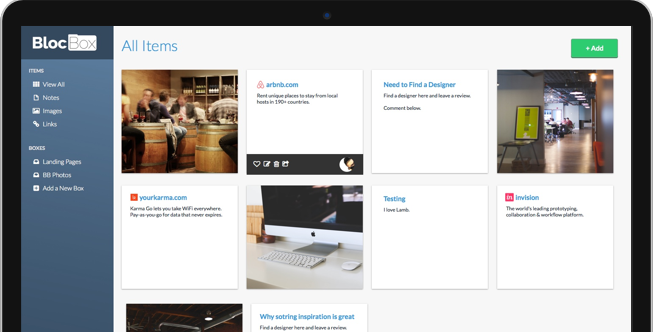 BlocBox
All Items
+ Add
ITEMS
View All
Notes
Images
Links
BOXES
Landing Pages
BB Photos
Add a New Box
arbnb.com
Rent unique places to stay from local
hosts in 190+ countries.
Need to Find a Designer
Find a designer here and leave a review.
Comment below.
yourkarma.com
Karma Go lets you take WiFi everywhere.
Pay-as-you-go for data that never expires.
Testing
I love Lamb.
Invision
The world's leading prototyping,
collaboration & workflow platform.
Why sotring inspiration is great
Find a designer here and leave a review.